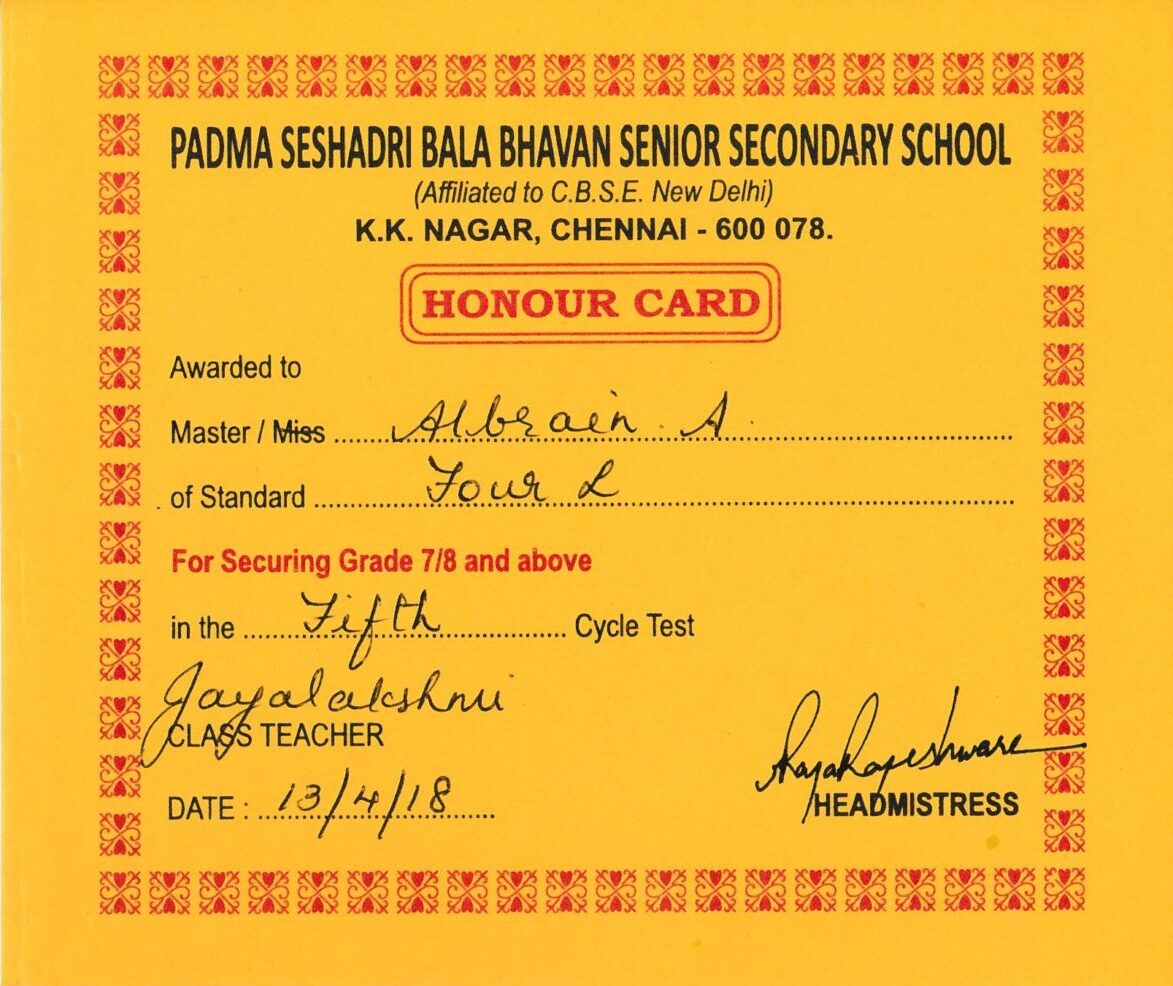 PADMA SESHADRI BALA BHAVAN SENIOR SECONDARY SCHOOL
(Affiliated to C.B.S.E. New Delhi)
K.K. NAGAR, CHENNAI - 600 078.
HONOUR CARD
Awarded to
Master / Miss Albrain. A.
of Standard Four L
For Securing Grade 7/8 and above
in the Fifth Cycle Test
Jayalakshmi
CLASS TEACHER
RajaRajeshware
DATE : 13/4/18
HEADMISTRESS